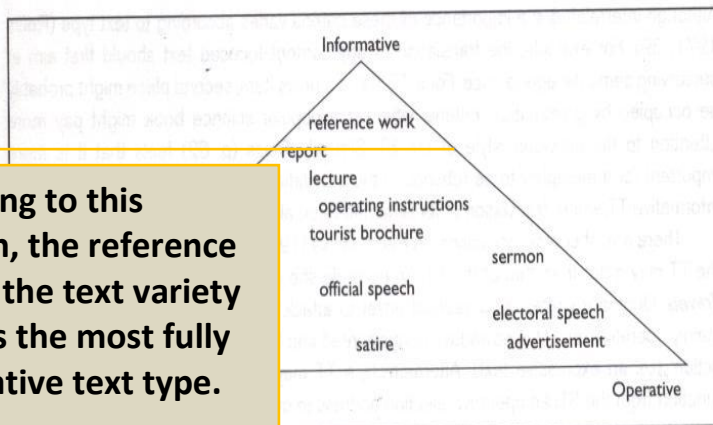 Informative
reference work
report
lecture
operating instructions
tourist brochure
sermon
official speech
electoral speech
satire
advertisement
Operative
ng to this
, the reference
the text variety
s the most fully
ative text type.